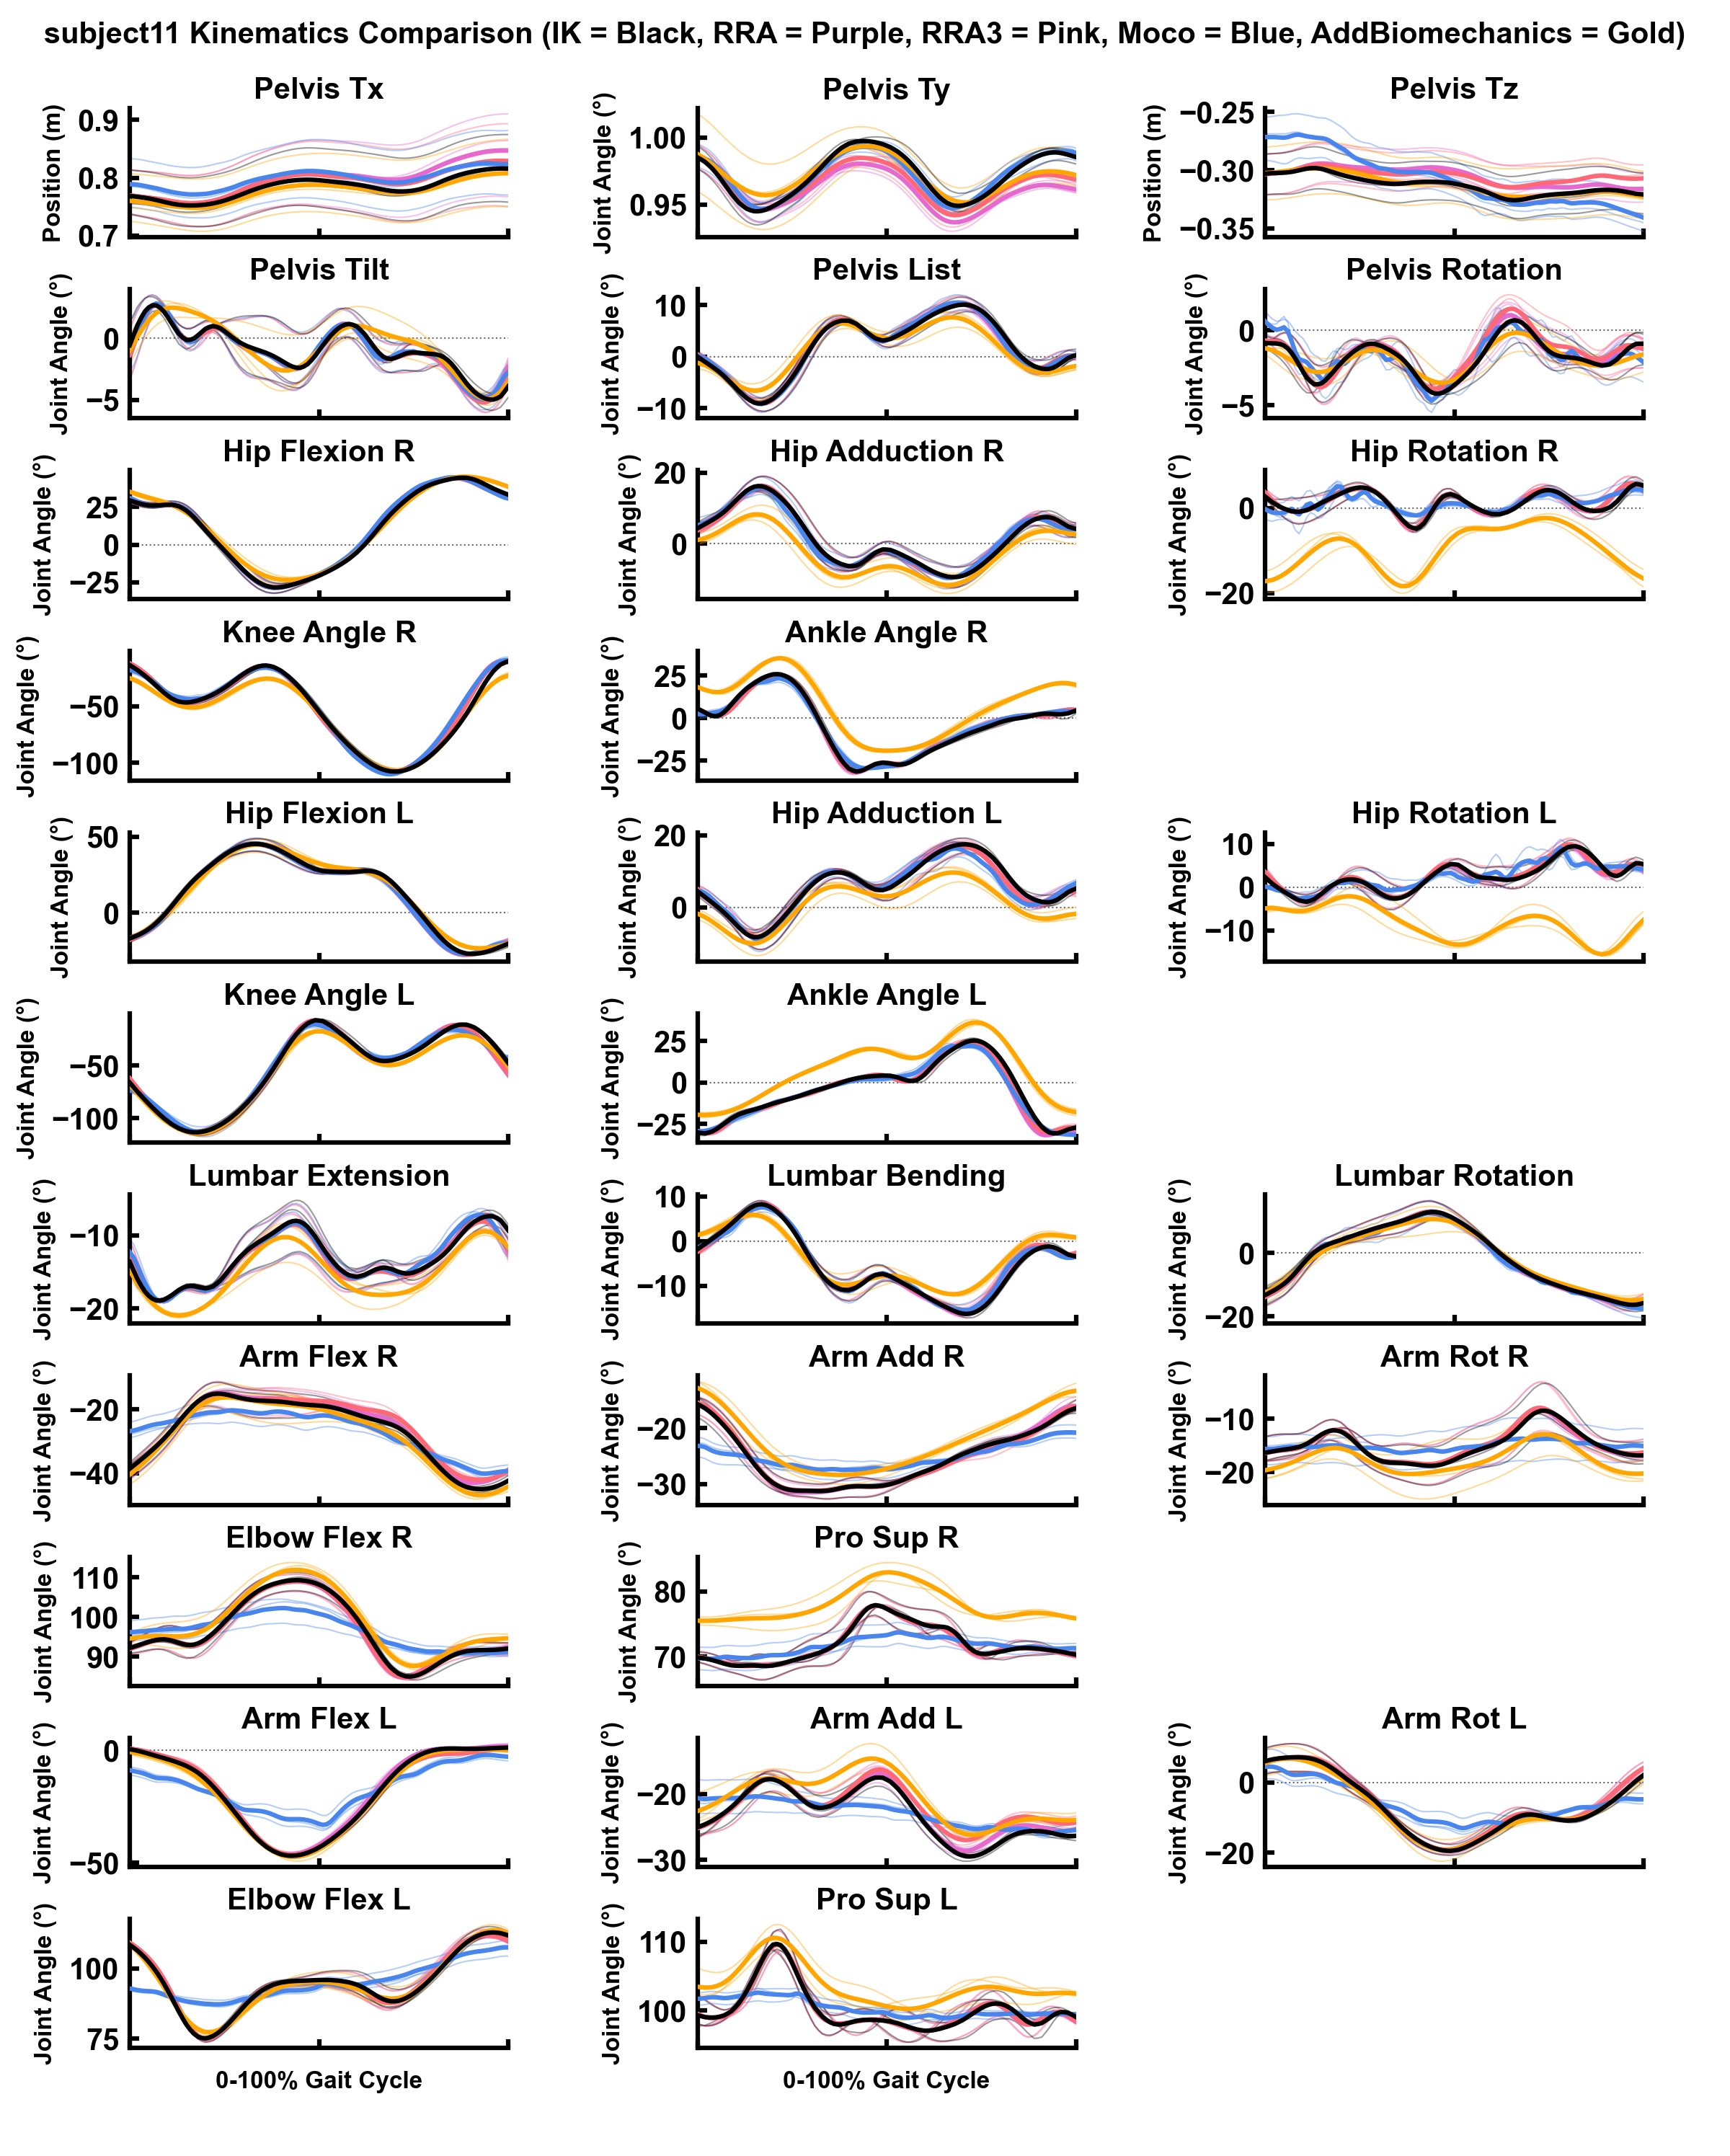 subject11 Kinematics Comparison (IK = Black, RRA = Purple, RRA3 = Pink, Moco = Blue, AddBiomechanics = Gold)
Pelvis Tx
Position (m)
0.9
0.8
0.7
Pelvis Ty
Joint Angle (°)
1.00
0.95
Pelvis Tz
Position (m)
−0.25
−0.30
−0.35
Pelvis Tilt
Joint Angle (°)
0
−5
Pelvis List
Joint Angle (°)
10
0
−10
Pelvis Rotation
Joint Angle (°)
0
−5
Hip Flexion R
Joint Angle (°)
25
0
−25
Hip Adduction R
Joint Angle (°)
20
0
Hip Rotation R
Joint Angle (°)
0
−20
Knee Angle R
Joint Angle (°)
−50
−100
Ankle Angle R
Joint Angle (°)
25
0
−25
Hip Flexion L
Joint Angle (°)
50
0
Hip Adduction L
Joint Angle (°)
20
0
Hip Rotation L
Joint Angle (°)
10
0
−10
Knee Angle L
Joint Angle (°)
−50
−100
Ankle Angle L
Joint Angle (°)
25
0
−25
Lumbar Extension
Joint Angle (°)
−10
−20
Lumbar Bending
Joint Angle (°)
10
0
−10
Lumbar Rotation
Joint Angle (°)
0
−20
Arm Flex R
Joint Angle (°)
−20
−40
Arm Add R
Joint Angle (°)
−20
−30
Arm Rot R
Joint Angle (°)
−10
−20
Elbow Flex R
Joint Angle (°)
110
100
90
Pro Sup R
Joint Angle (°)
80
70
Arm Flex L
Joint Angle (°)
0
−50
Arm Add L
Joint Angle (°)
−20
−30
Arm Rot L
Joint Angle (°)
0
−20
Elbow Flex L
Joint Angle (°)
100
75
0-100% Gait Cycle
Pro Sup L
Joint Angle (°)
110
100
0-100% Gait Cycle